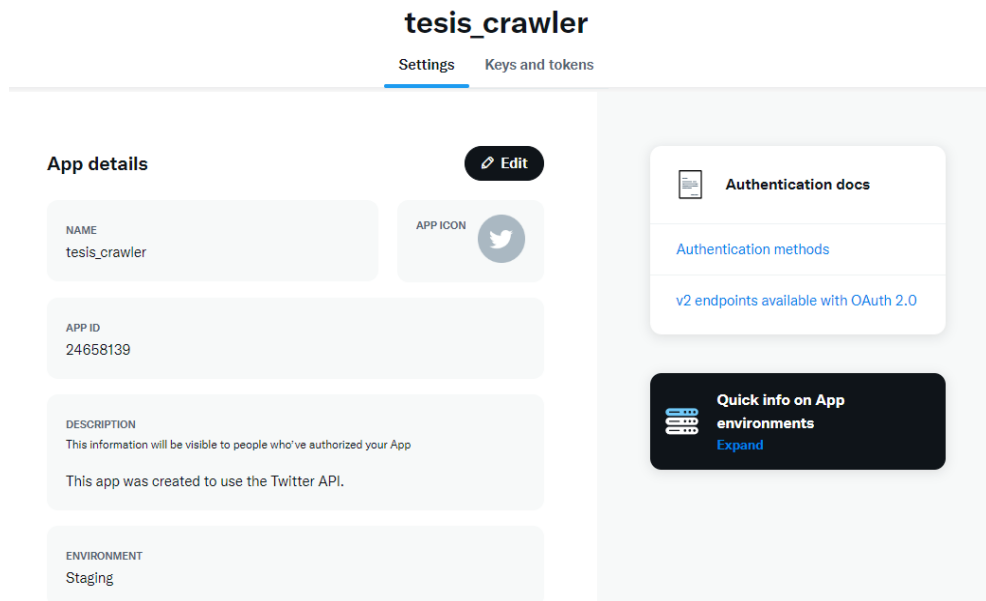 tesis_crawler
Settings
Keys and tokens
App details
Edit
NAME
tesis_crawler
APP ICON
APP ID
24658139
DESCRIPTION
This information will be visible to people who've authorized your App
This app was created to use the Twitter API.
ENVIRONMENT
Staging
Authentication docs
Authentication methods
v2 endpoints available with OAuth 2.0
Quick info on App
environments
Expand